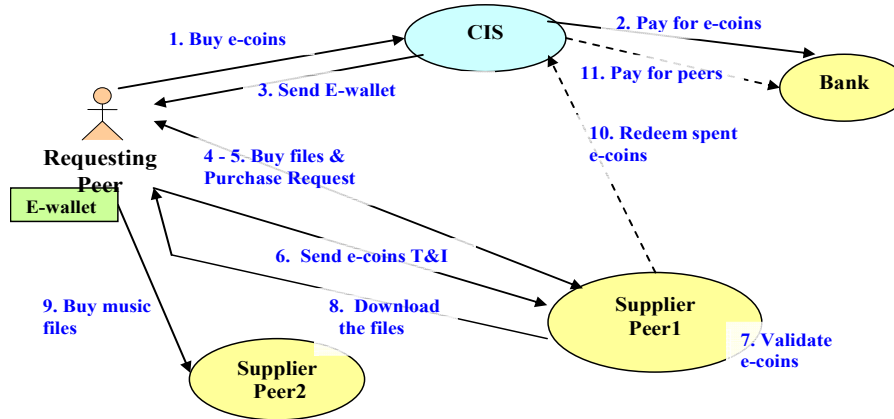 CIS
2. Pay for e-coins
1. Buy e-coins
11. Pay for peers
Bank
3. Send E-wallet
10. Redeem spent
e-coins
4 - 5. Buy files &
Purchase Request
Requesting
Peer
E-wallet
6. Send e-coins T&I
9. Buy music
files
8. Download
the files
Supplier
Peer1
7. Validate
e-coins
Supplier
Peer2